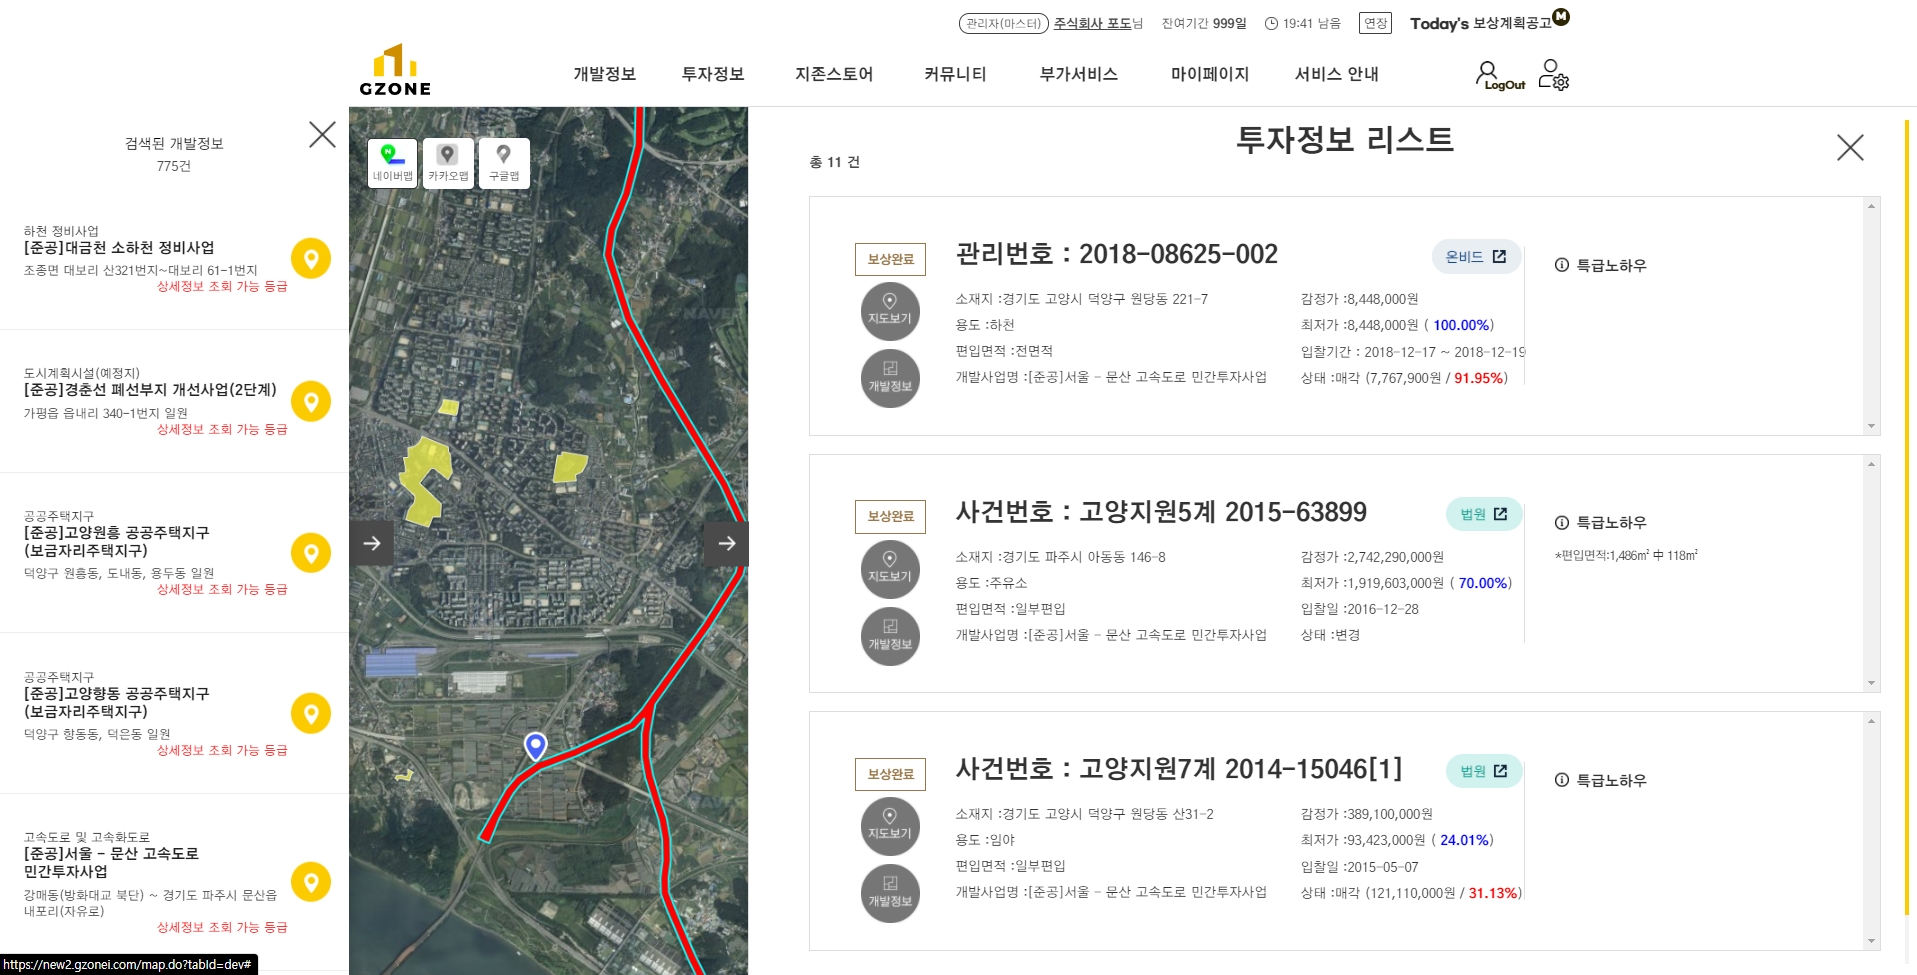 관리자(마스터) 주식회사 포도님 잔여기간 999일 19:41 남음 연장 Today's 보상계획공고 M
GZONE
개발정보 투자정보 지존스토어 커뮤니티 부가서비스 마이페이지 서비스 안내
LogOut
검색된 개발정보
775건
하천 정비사업
[준공]대금천 소하천 정비사업
조종면 대보리 산321번지~대보리 61-1번지
상세정보 조회 가능 등급
도시계획시설(예정지)
[준공]경춘선 폐선부지 개선사업(2단계)
가평읍 읍내리 340-1번지 일원
상세정보 조회 가능 등급
공공주택지구
[준공]고양원흥 공공주택지구
(보금자리주택지구)
덕양구 원흥동, 도내동, 용두동 일원
상세정보 조회 가능 등급
공공주택지구
[준공]고양향동 공공주택지구
(보금자리주택지구)
덕양구 향동동, 덕은동 일원
상세정보 조회 가능 등급
고속도로 및 고속화도로
[준공]서울 - 문산 고속도로
민간투자사업
강매동(방화대교 북단) ~ 경기도 파주시 문산읍
내포리(자유로)
상세정보 조회 가능 등급
https://new2.gzonei.com/map.do?tabId=dev#
네이버맵 카카오맵 구글맵
투자정보 리스트
총 11 건
보상완료
지도보기
개발정보
관리번호 : 2018-08625-002
온비드
소재지 :경기도 고양시 덕양구 원당동 221-7
용도 :하천
편입면적 :전면적
개발사업명 :[준공]서울 - 문산 고속도로 민간투자사업
감정가 :8,448,000원
최저가 :8,448,000원 ( 100.00%)
입찰기간 : 2018-12-17 ~ 2018-12-19
상태 :매각 (7,767,900원 / 91.95%)
특급노하우
보상완료
지도보기
개발정보
사건번호 : 고양지원5계 2015-63899
법원
소재지 :경기도 파주시 아동동 146-8
용도 :주유소
편입면적 :일부편입
개발사업명 :[준공]서울 - 문산 고속도로 민간투자사업
감정가 :2,742,290,000원
최저가 :1,919,603,000원 ( 70.00%)
입찰일 :2016-12-28
상태 :변경
특급노하우
*편입면적:1,486㎡ 中 118㎡
보상완료
지도보기
개발정보
사건번호 : 고양지원7계 2014-15046[1]
법원
소재지 :경기도 고양시 덕양구 원당동 산31-2
용도 :임야
편입면적 :일부편입
개발사업명 :[준공]서울 - 문산 고속도로 민간투자사업
감정가 :389,100,000원
최저가 :93,423,000원 ( 24.01%)
입찰일 :2015-05-07
상태 :매각 (121,110,000원 / 31.13%)
특급노하우